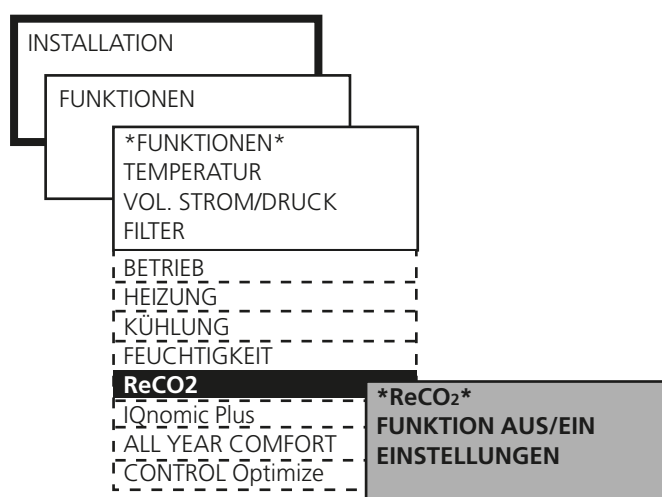 INSTALLATION
FUNKTIONEN
*FUNKTIONEN*
TEMPERATUR
VOL. STROM/DRUCK
FILTER
BETRIEB
HEIZUNG
KÜHLUNG
FEUCHTIGKEIT
ReCO2
IQnomic Plus
ALL YEAR COMFORT
CONTROL Optimize
*ReCO₂*
FUNKTION AUS/EIN
EINSTELLUNGEN